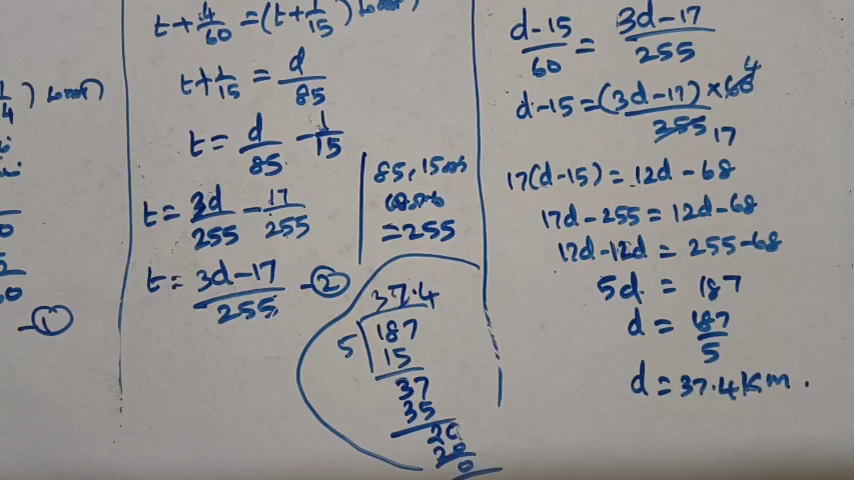 t + 4/60 = (t + 1/15)
t + 1/15 = d/85
t = d/85 - 1/15
t = 3d/255 - 17/255
t = 3d-17/255 - ②
85, 15
= 255
37.4
5 187
15
37
35
20
20
0
d-15/60 = 3d-17/255
d-15 = (3d-17) × 60 4/255 17
17(d-15) = 12d - 68
17d - 255 = 12d - 68
17d - 12d = 255 - 68
5d = 187
d = 187/5
d = 37.4 Km.
-①